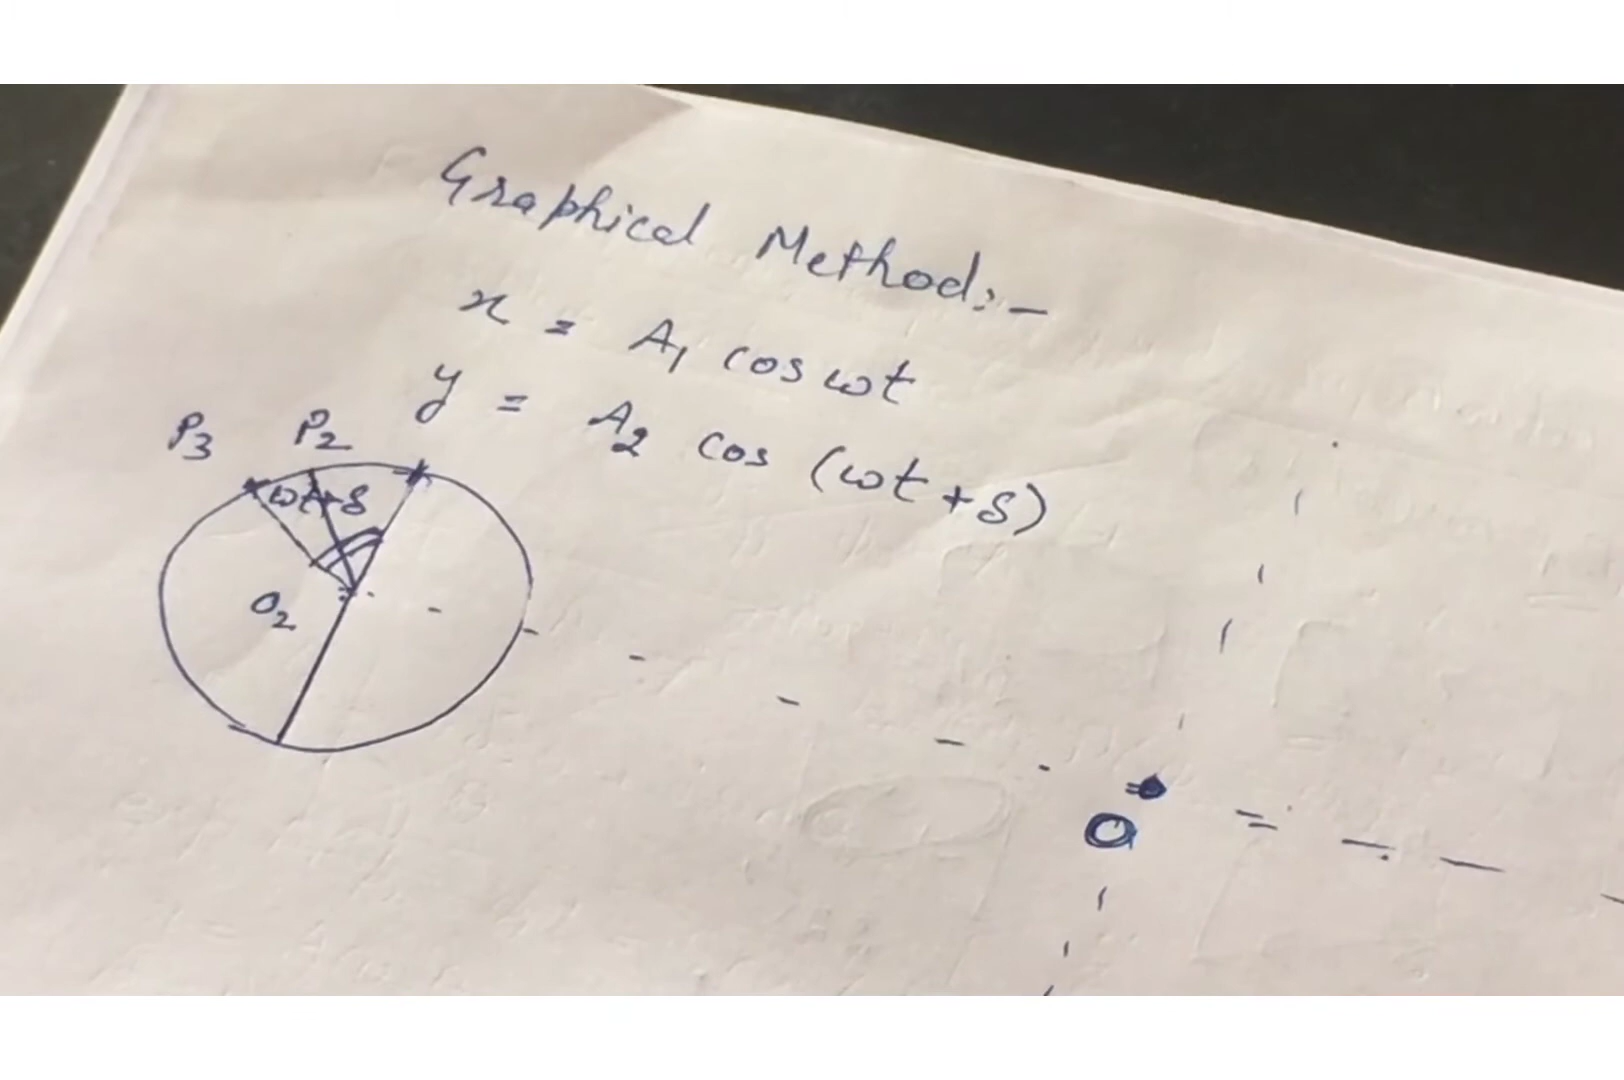 Graphical Method:-
x = A₁ cos ωt
y = A₂ cos (ωt + δ)
P₃ P₂
ωt+δ
O₂
O